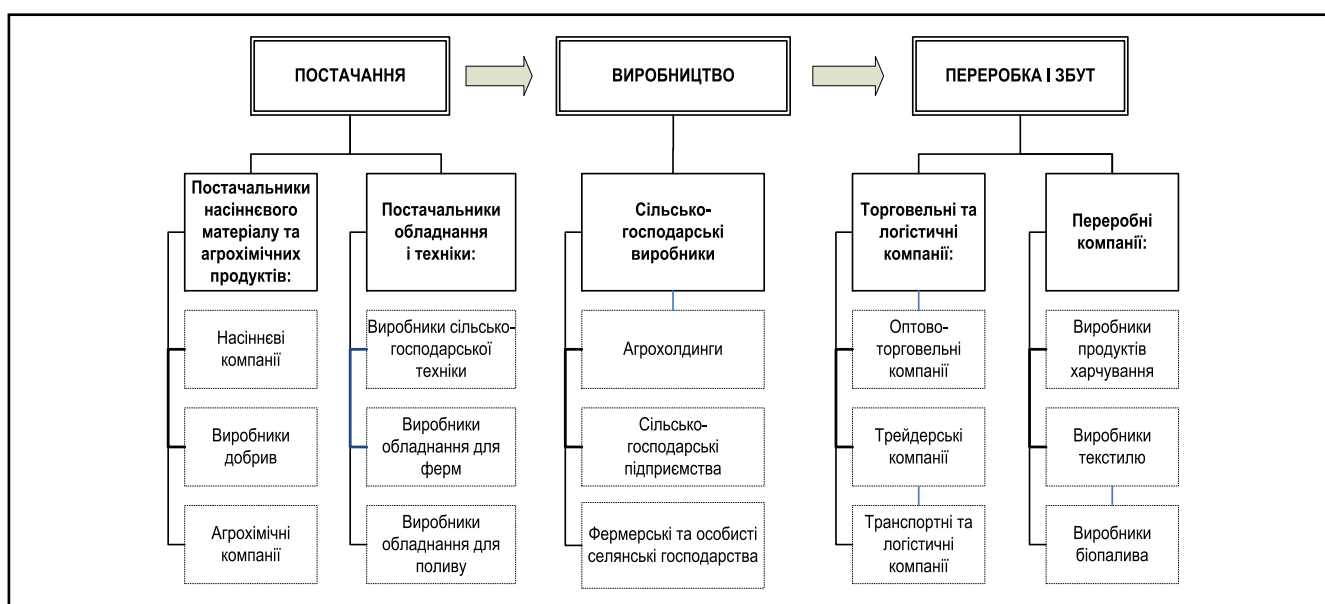 ПОСТАЧАННЯ
ВИРОБНИЦТВО
ПЕРЕРОБКА І ЗБУТ
Постачальники
насіннєвого
матеріалу та
агрохімічних
продуктів:
Постачальники
обладнання
і техніки:
Сільсько-
господарські
виробники
Торговельні та
логістичні
компанії:
Переробні
компанії:
Насіннєві
компанії
Виробники сільсько-
господарської
техніки
Агрохолдинги
Оптово-
торговельні
компанії
Виробники
продуктів
харчування
Виробники
добрив
Виробники
обладнання для
ферм
Сільсько-
господарські
підприємства
Трейдерські
компанії
Виробники
текстилю
Агрохімічні
компанії
Виробники
обладнання для
поливу
Фермерські та особисті
селянські господарства
Транспортні та
логістичні
компанії
Виробники
біопалива